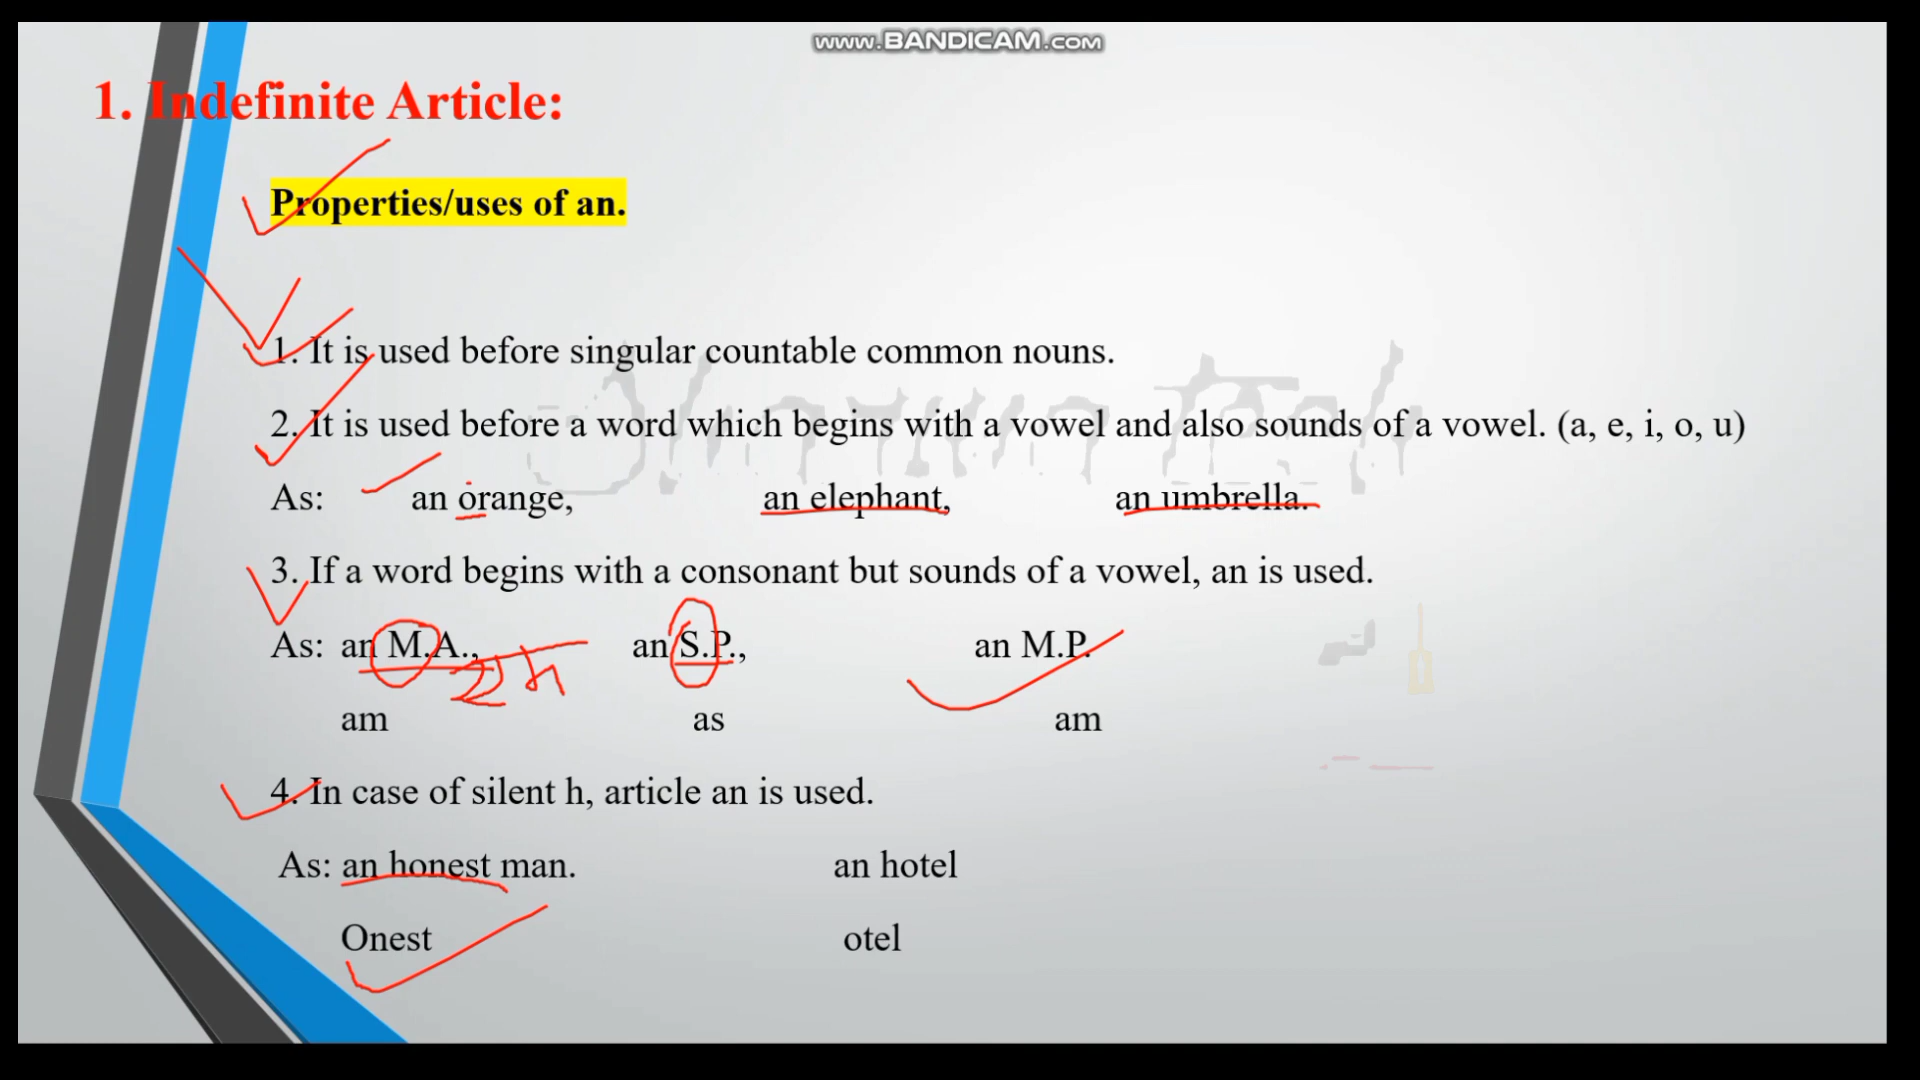 www.BANDICAM.com
1. Indefinite Article:
Properties/uses of an.
1. It is used before singular countable common nouns.
2. It is used before a word which begins with a vowel and also sounds of a vowel. (a, e, i, o, u)
As: an orange, an elephant, an umbrella.
3. If a word begins with a consonant but sounds of a vowel, an is used.
As: an M.A., an S.P., an M.P.
am as am
4. In case of silent h, article an is used.
As: an honest man. an hotel
Onest otel